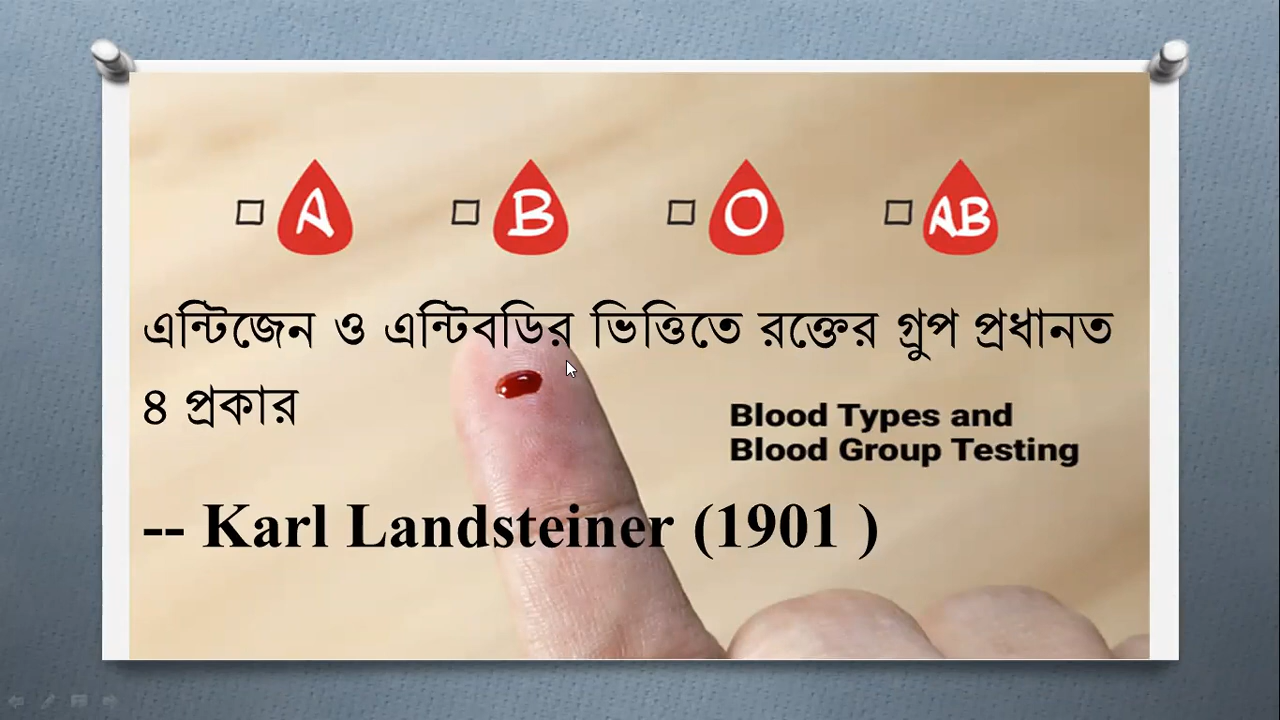 A B O AB
এন্টিজেন ও এন্টিবডির ভিত্তিতে রক্তের গ্রুপ প্রধানত
৪ প্রকার
Blood Types and
Blood Group Testing
-- Karl Landsteiner (1901 )